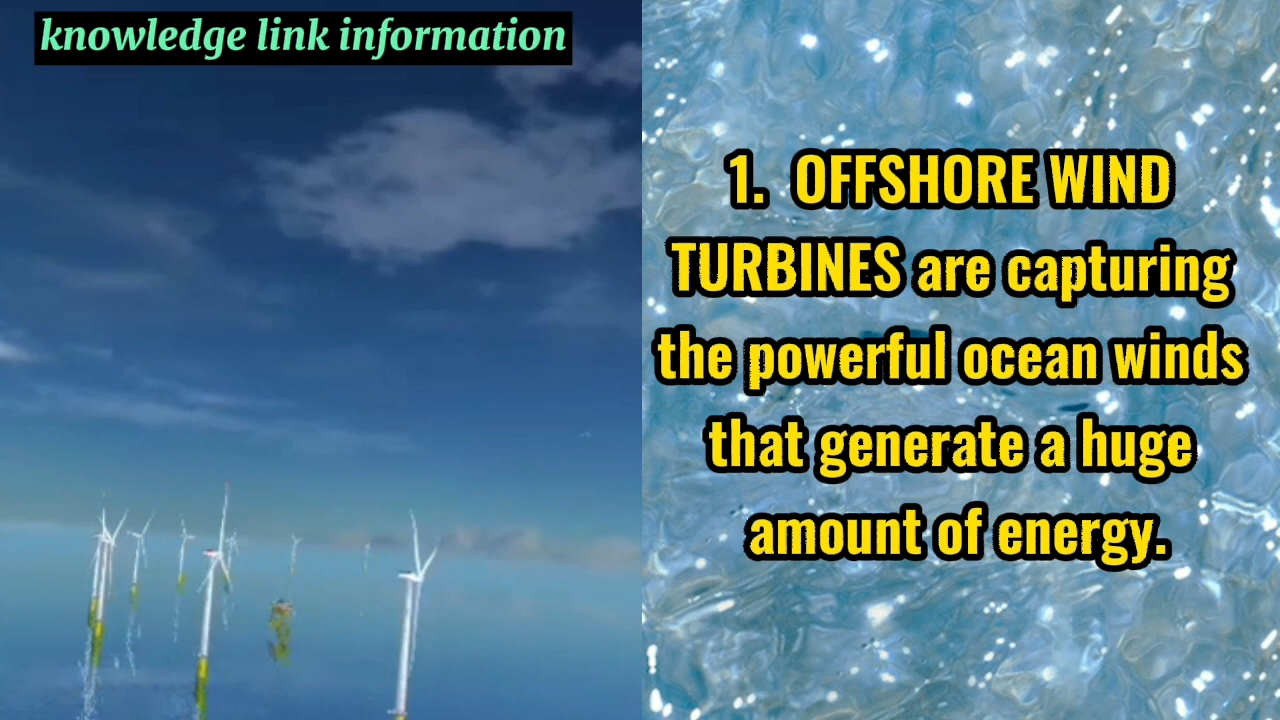 knowledge link information
1. OFFSHORE WIND
TURBINES are capturing
the powerful ocean winds
that generate a huge
amount of energy.